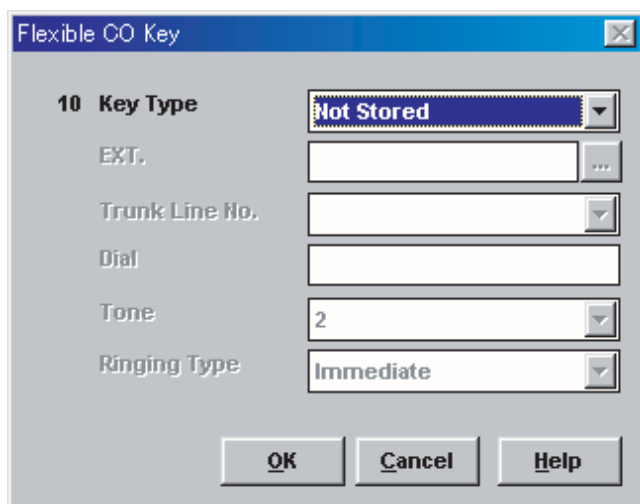 Flexible CO Key
10 Key Type Not Stored
EXT. ...
Trunk Line No.
Dial
Tone 2
Ringing Type Immediate
OK Cancel Help